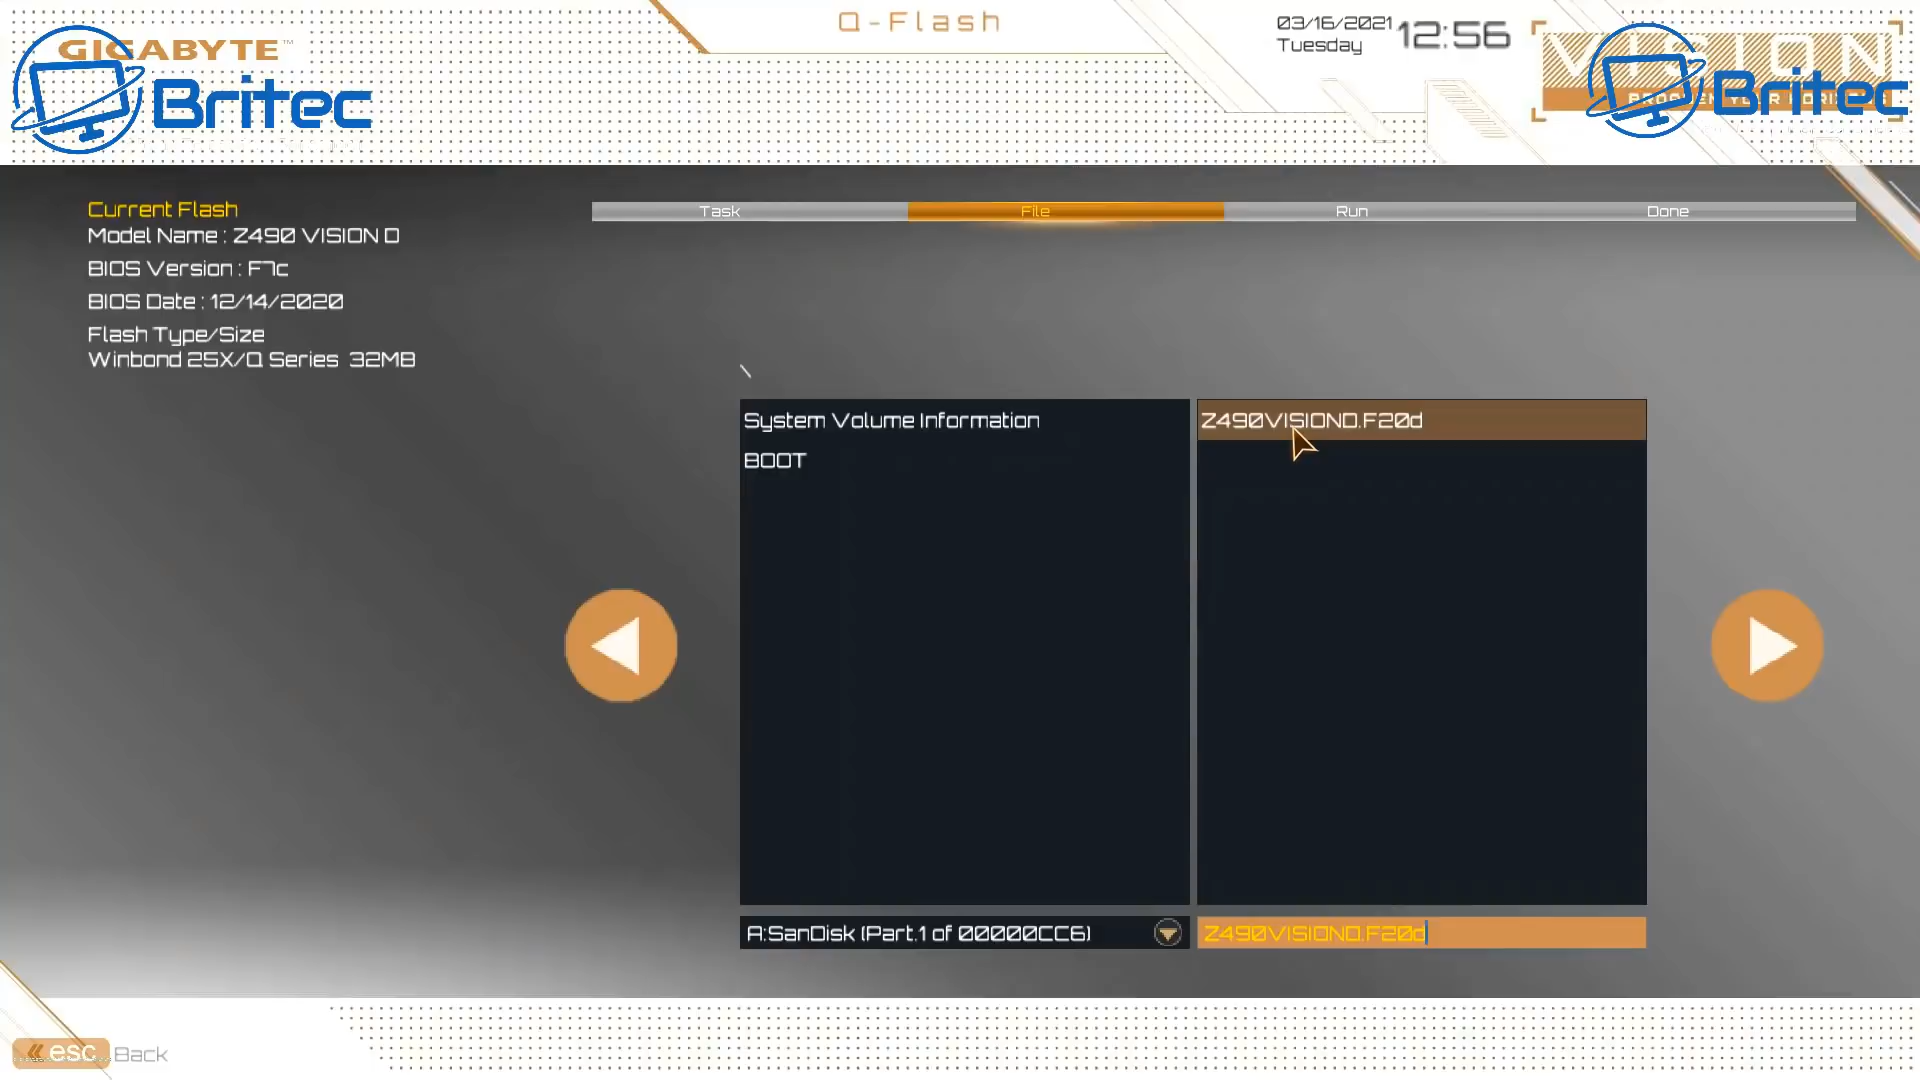 GIGABYTE™
Britec
Q-Flash
03/16/2021
Tuesday
12:56
VISION
Britec
Current Flash
Model Name : Z490 VISION D
BIOS Version : F7c
BIOS Date : 12/14/2020
Flash Type/Size
Winbond 25X/Q Series 32MB
Task
File
Run
Done
\
System Volume Information
BOOT
Z490VISIOND.F20d
A:SanDisk (Part.1 of 00000CC6)
Z490VISIOND.F20d
esc Back